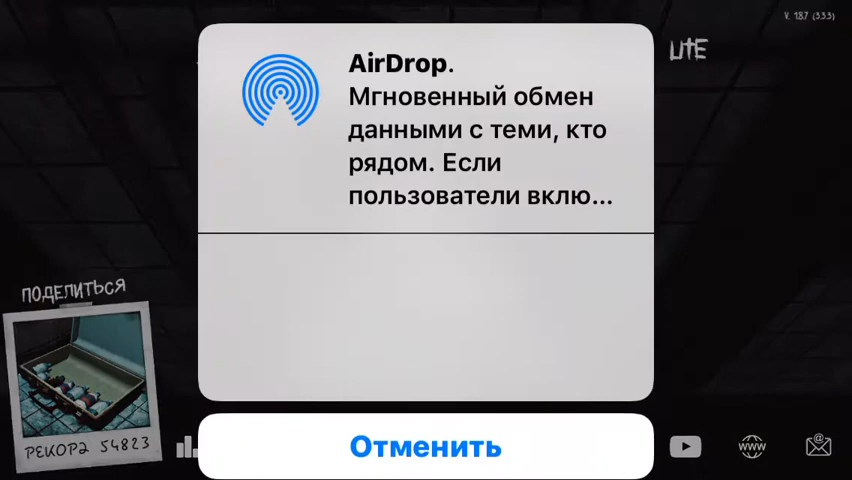 V. 1.8.7 (3.3.3)
LITE
AirDrop.
Мгновенный обмен
данными с теми, кто
рядом. Если
пользователи вклю...
ПОДЕЛИТЬСЯ
РЕКОРД 54823
Отменить
WWW